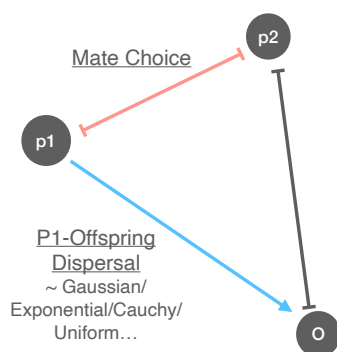 p2
Mate Choice
p1
P1-Offspring
Dispersal
~ Gaussian/
Exponential/Cauchy/
Uniform...
O